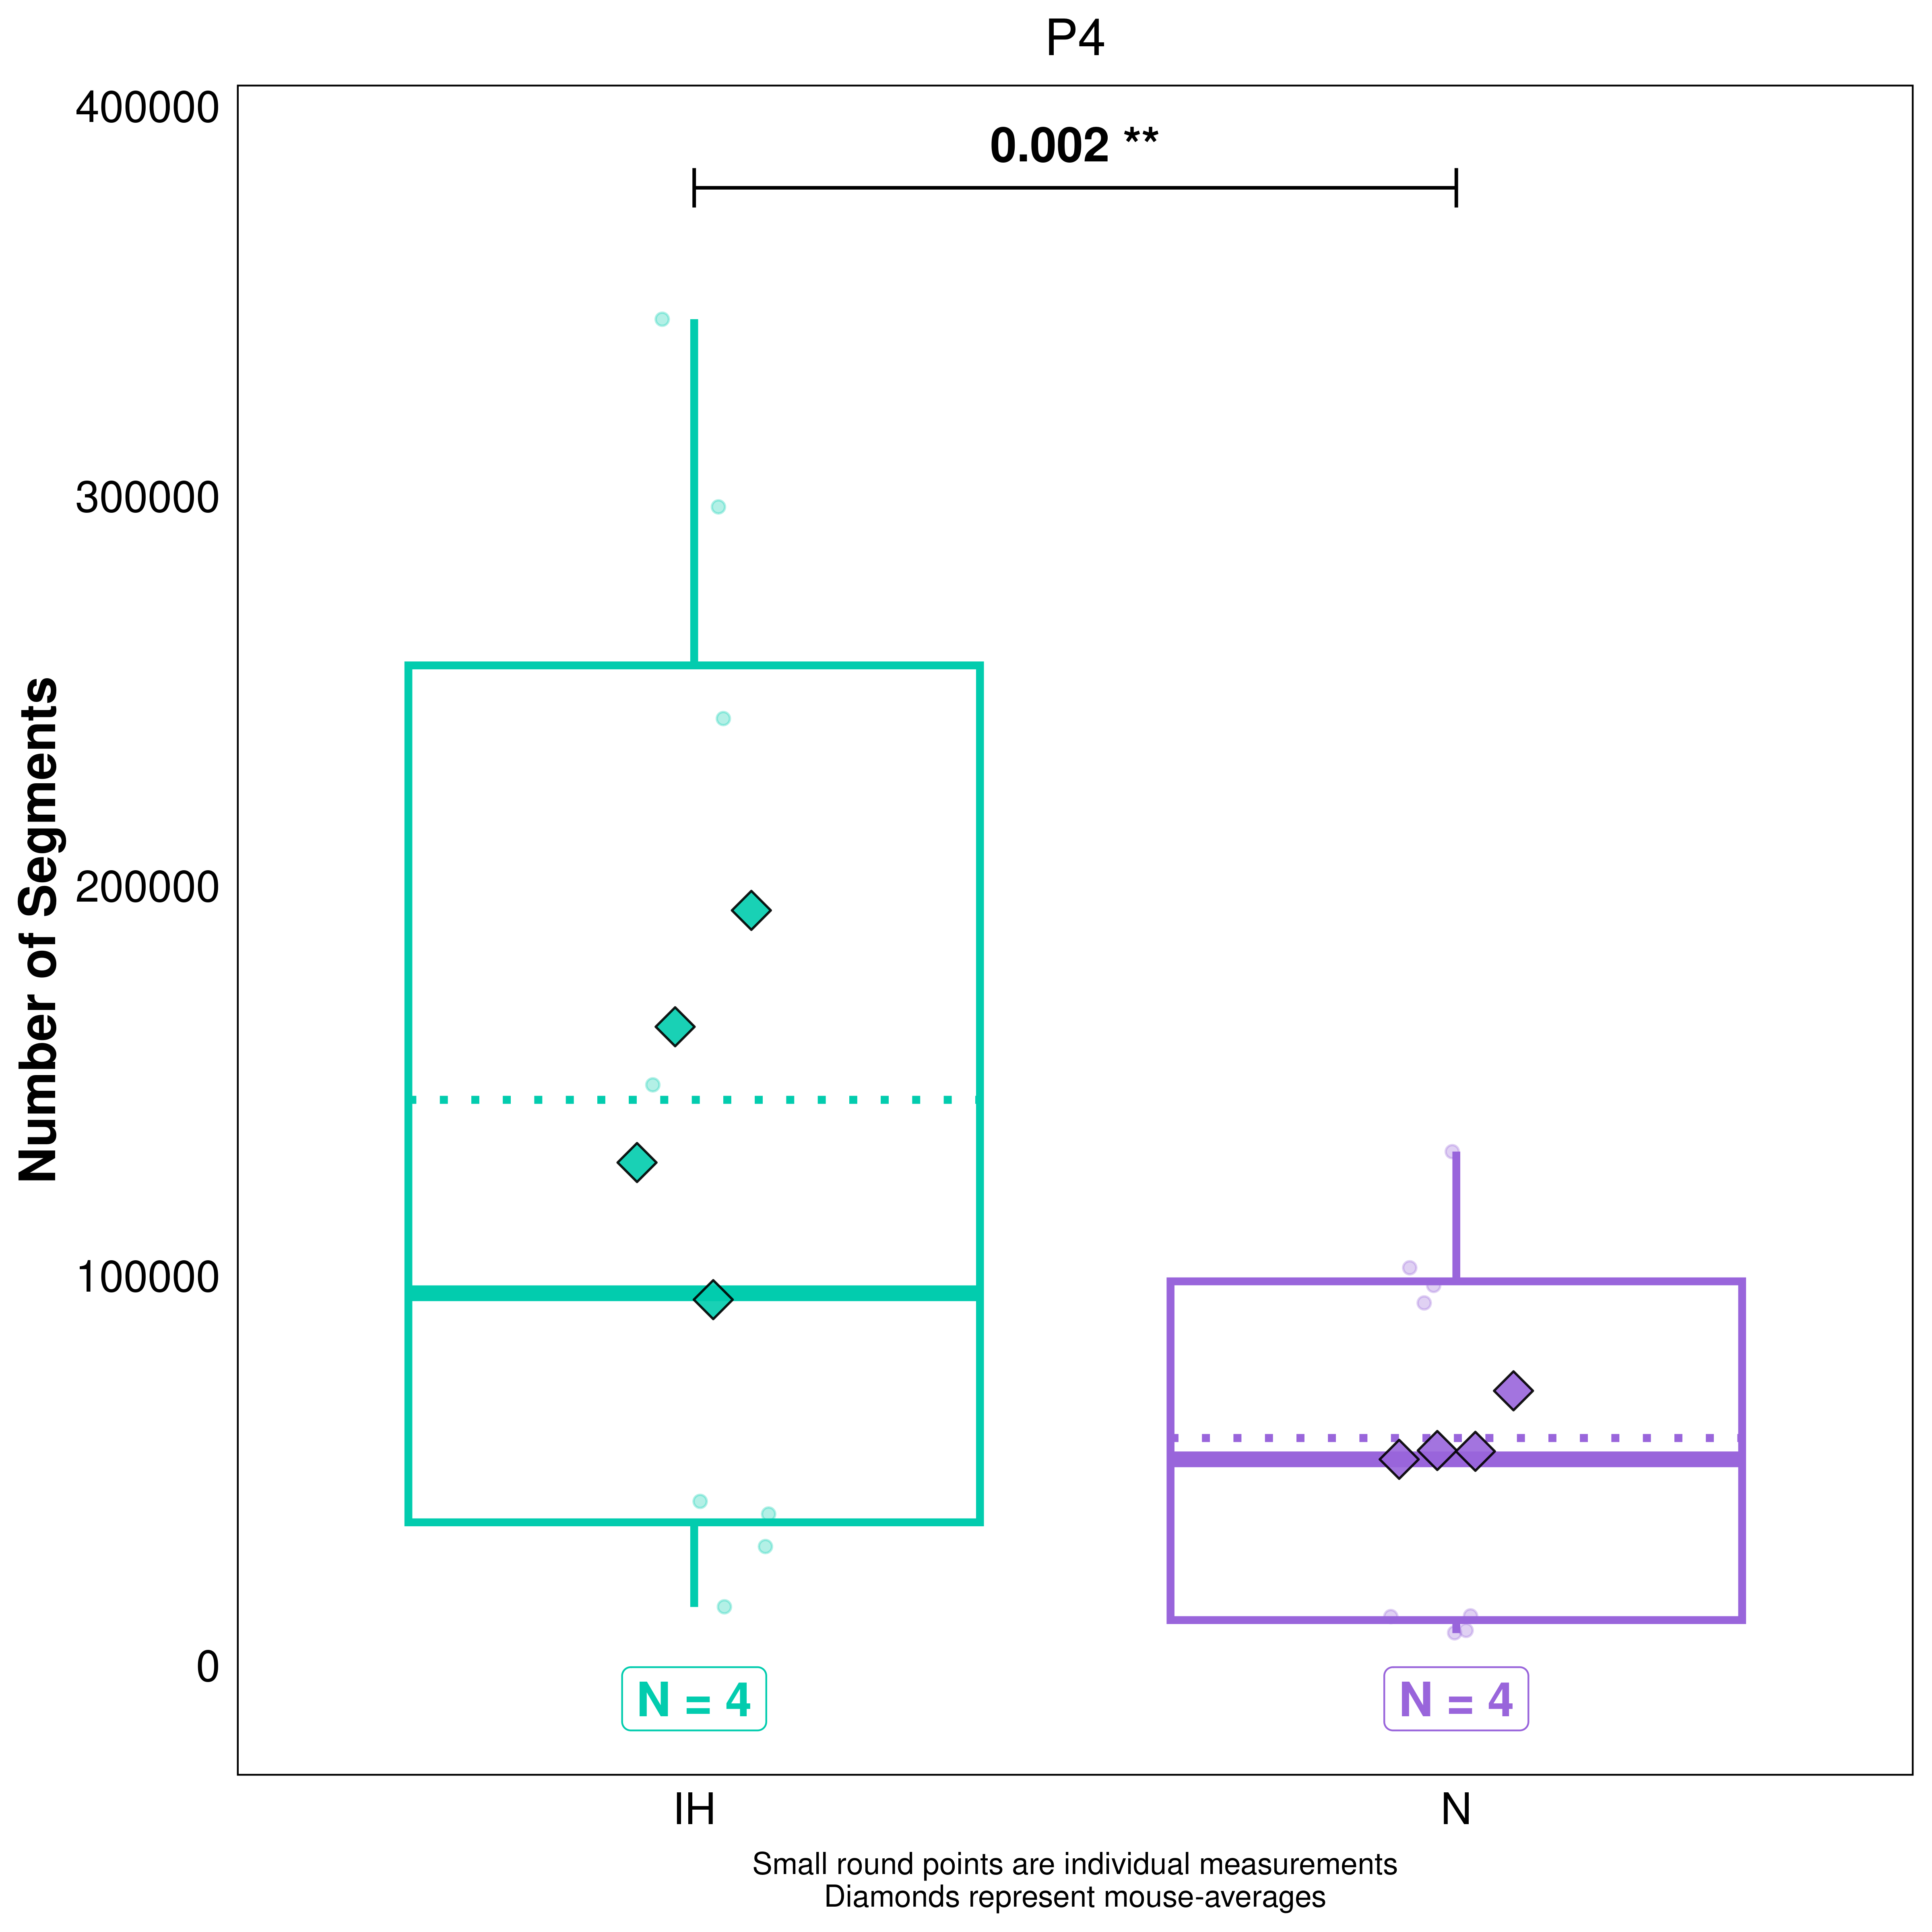 P4
400000
0.002 **
300000
200000
100000
0
Number of Segments
N = 4
N = 4
IH
N
Small round points are individual measurements
Diamonds represent mouse-averages